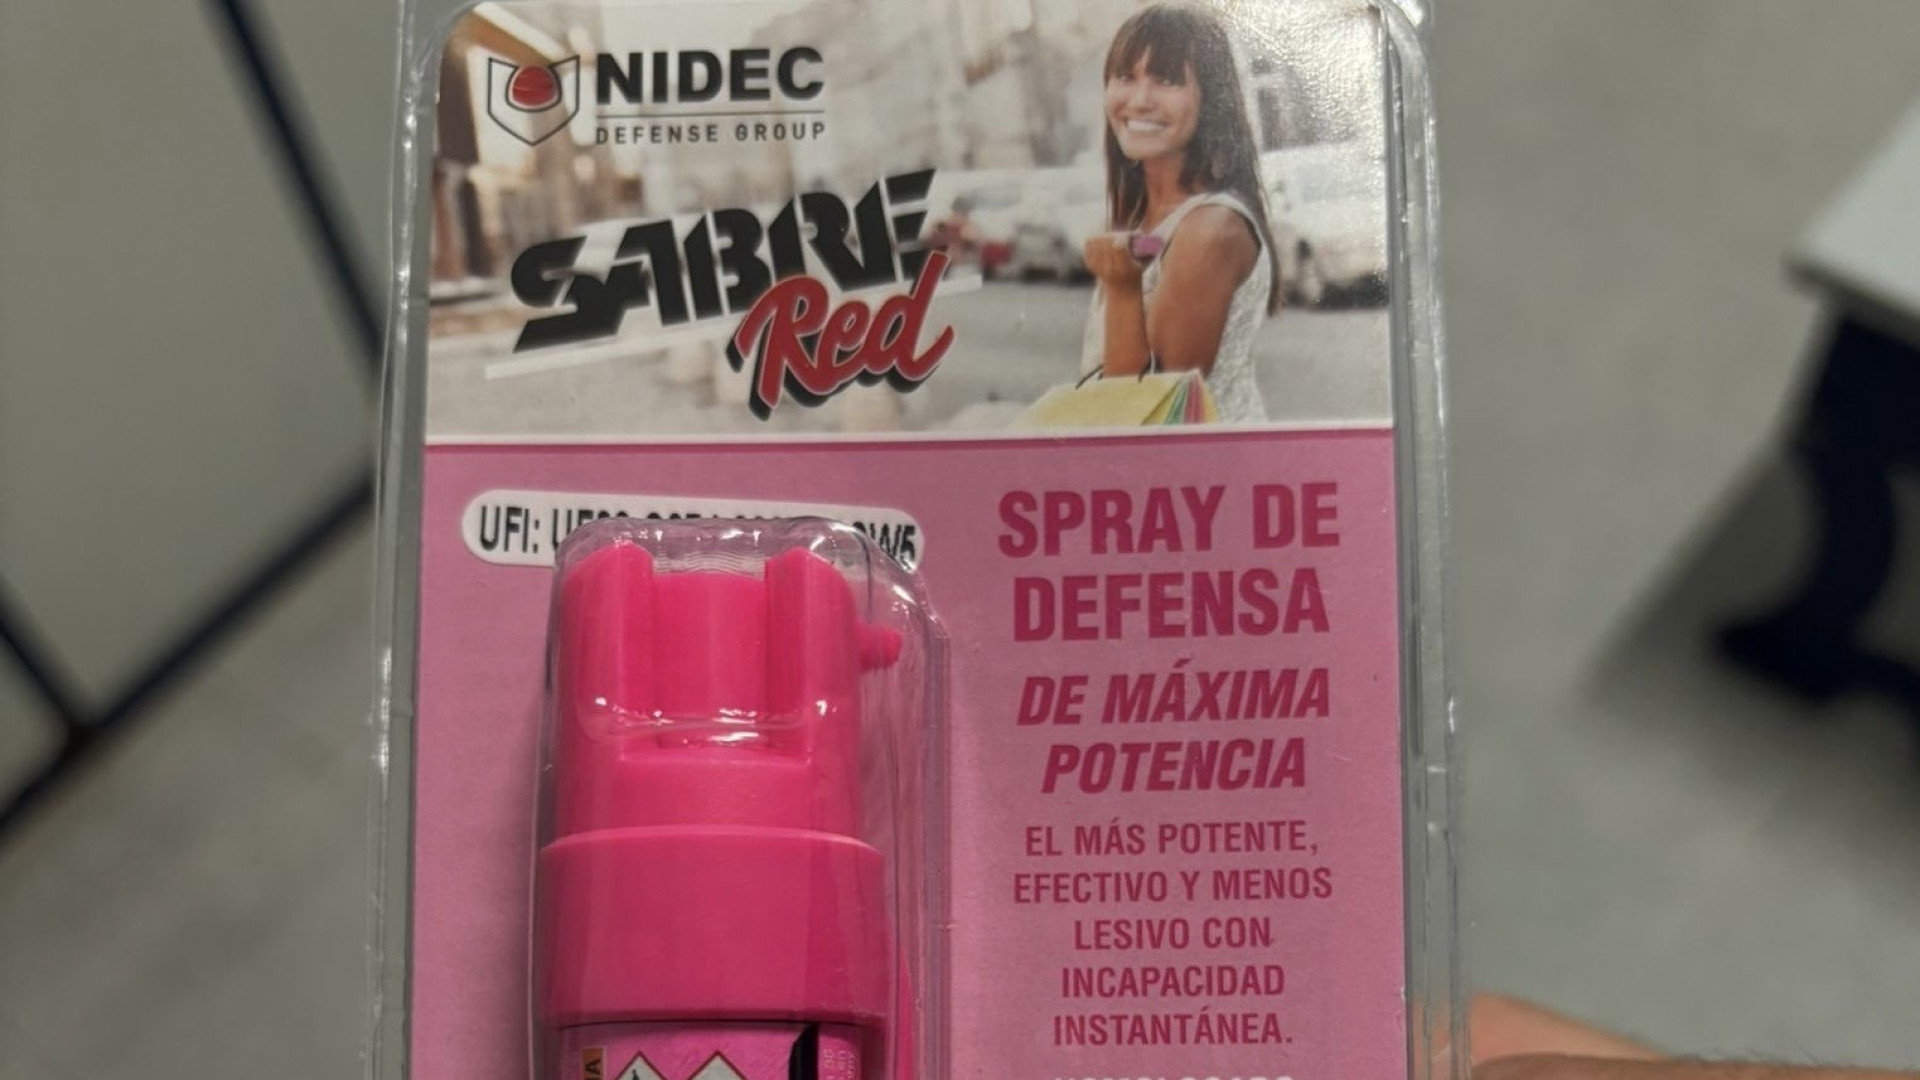 NIDEC
DEFENSE GROUP
SABRE
Red
UFI:
SPRAY DE
DEFENSA
DE MÁXIMA
POTENCIA
EL MÁS POTENTE,
EFECTIVO Y MENOS
LESIVO CON
INCAPACIDAD
INSTANTÁNEA.